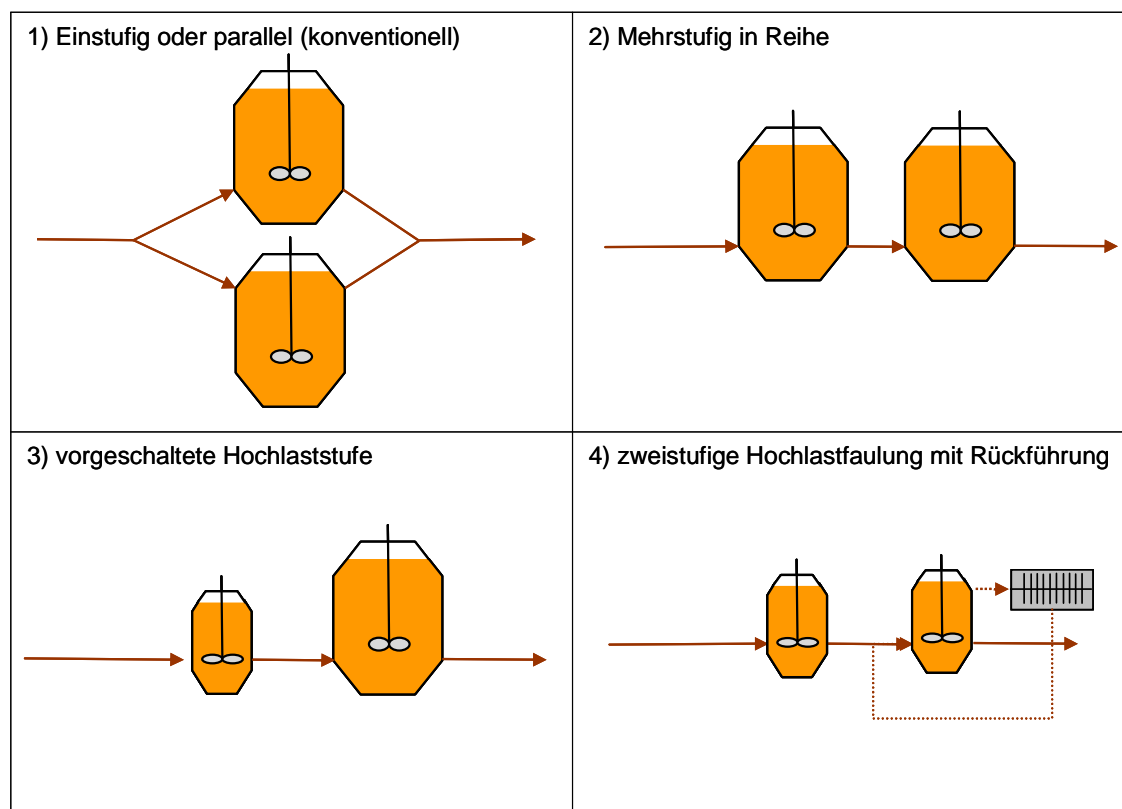 1) Einstufig oder parallel (konventionell)
2) Mehrstufig in Reihe
3) vorgeschaltete Hochlaststufe
4) zweistufige Hochlastfaulung mit Rückführung